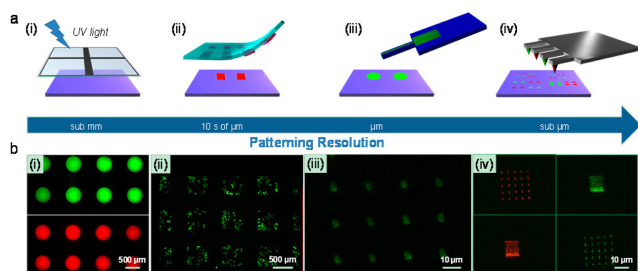 a
(i)
UV light
(ii)
(iii)
(iv)
sub mm
10 s of µm
µm
sub µm
Patterning Resolution
b
(i)
500 µm
(ii)
500 µm
(iii)
10 µm
(iv)
10 µm